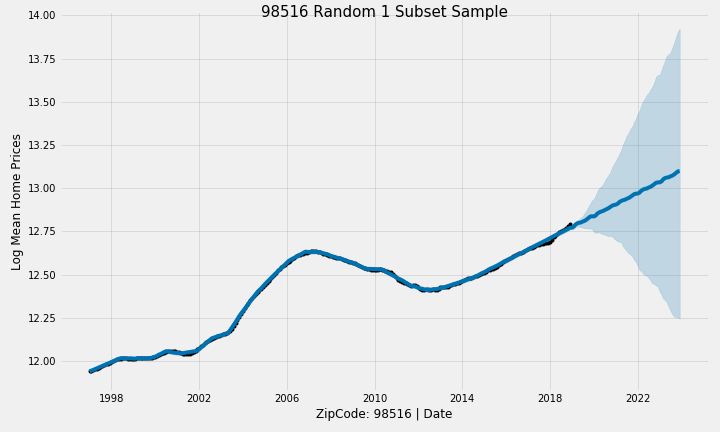 98516 Random 1 Subset Sample
14.00
13.75
13.50
13.25
13.00
12.75
12.50
12.25
12.00
Log Mean Home Prices
1998 2002 2006 2010 2014 2018 2022
ZipCode: 98516 | Date